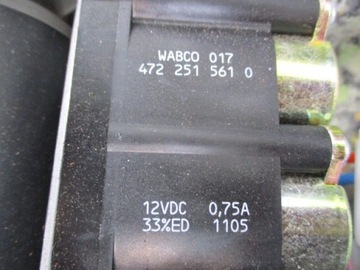 WABCO 017
472 251 561 0
12VDC 0,75A
33%ED 1105